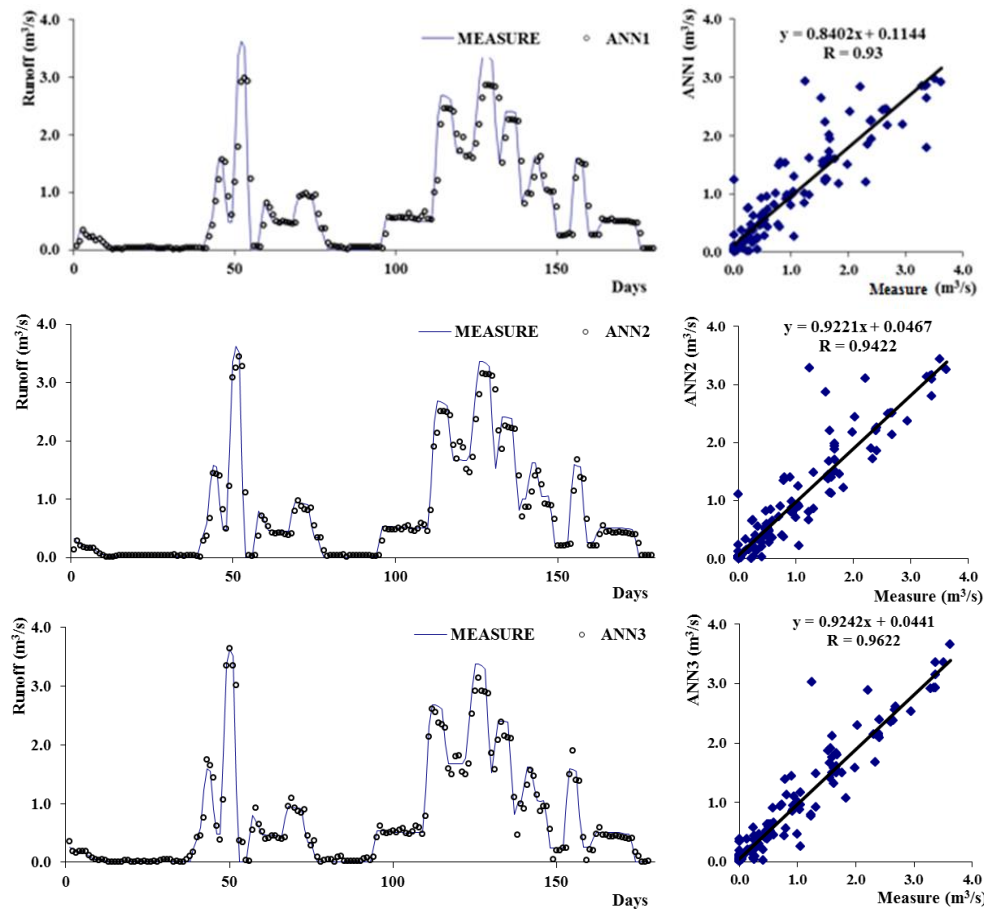 Runoff (m³/s)
4.0
3.0
2.0
1.0
0.0
MEASURE
ANN1
0
50
100
150
Days
ANN1 (m³/s)
4.0
3.0
2.0
1.0
0.0
y = 0.8402x + 0.1144
R = 0.93
0.0
1.0
2.0
3.0
4.0
Measure (m³/s)
Runoff (m³/s)
4.0
3.0
2.0
1.0
0.0
MEASURE
ANN2
0
50
100
150
Days
ANN2 (m³/s)
4.0
3.0
2.0
1.0
0.0
y = 0.9221x + 0.0467
R = 0.9422
0.0
1.0
2.0
3.0
4.0
Measure (m³/s)
Runoff (m³/s)
4.0
3.0
2.0
1.0
0.0
MEASURE
ANN3
0
50
100
150
Days
ANN3 (m³/s)
4.0
3.0
2.0
1.0
0.0
y = 0.9242x + 0.0441
R = 0.9622
0.0
1.0
2.0
3.0
4.0
Measure (m³/s)